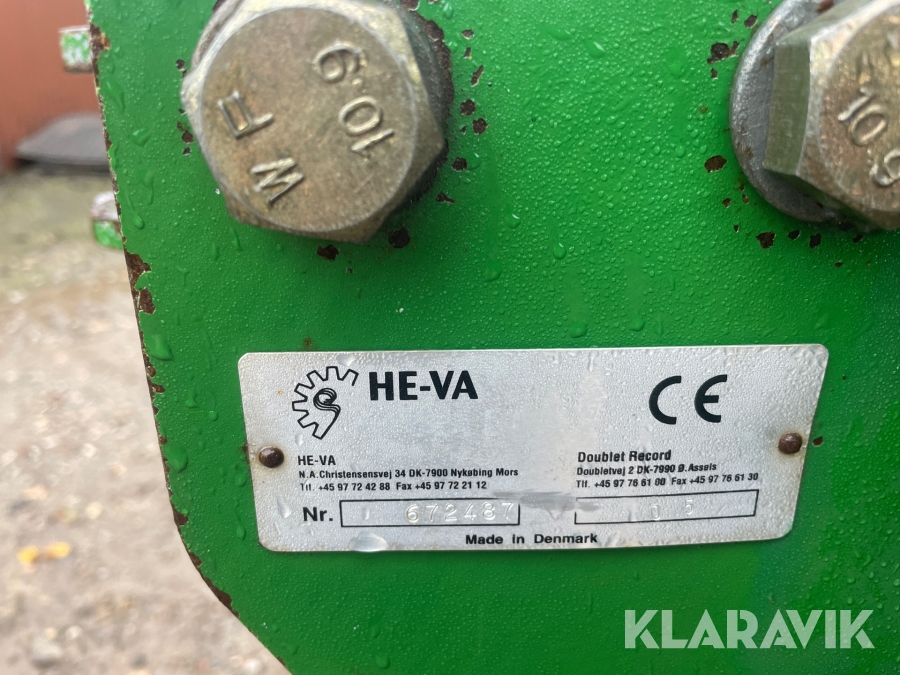 10.9
W F
10.9
HE-VA
CE
HE-VA
N.A.Christensensvej 34 DK-7900 Nykøbing Mors
Tlf. +45 97 72 42 88 Fax +45 97 72 21 12
Doublet Record
Doubletvej 2 DK-7990 Ø.Assels
Tlf. +45 97 76 61 00 Fax +45 97 76 61 30
Nr. 672487
Made in Denmark
KLARAVIK